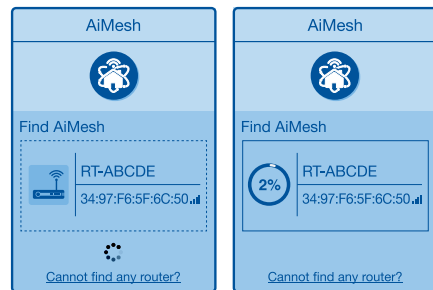 AiMesh
Find AiMesh
RT-ABCDE
34:97:F6:5F:6C:50
Cannot find any router?
AiMesh
Find AiMesh
2%
RT-ABCDE
34:97:F6:5F:6C:50
Cannot find any router?